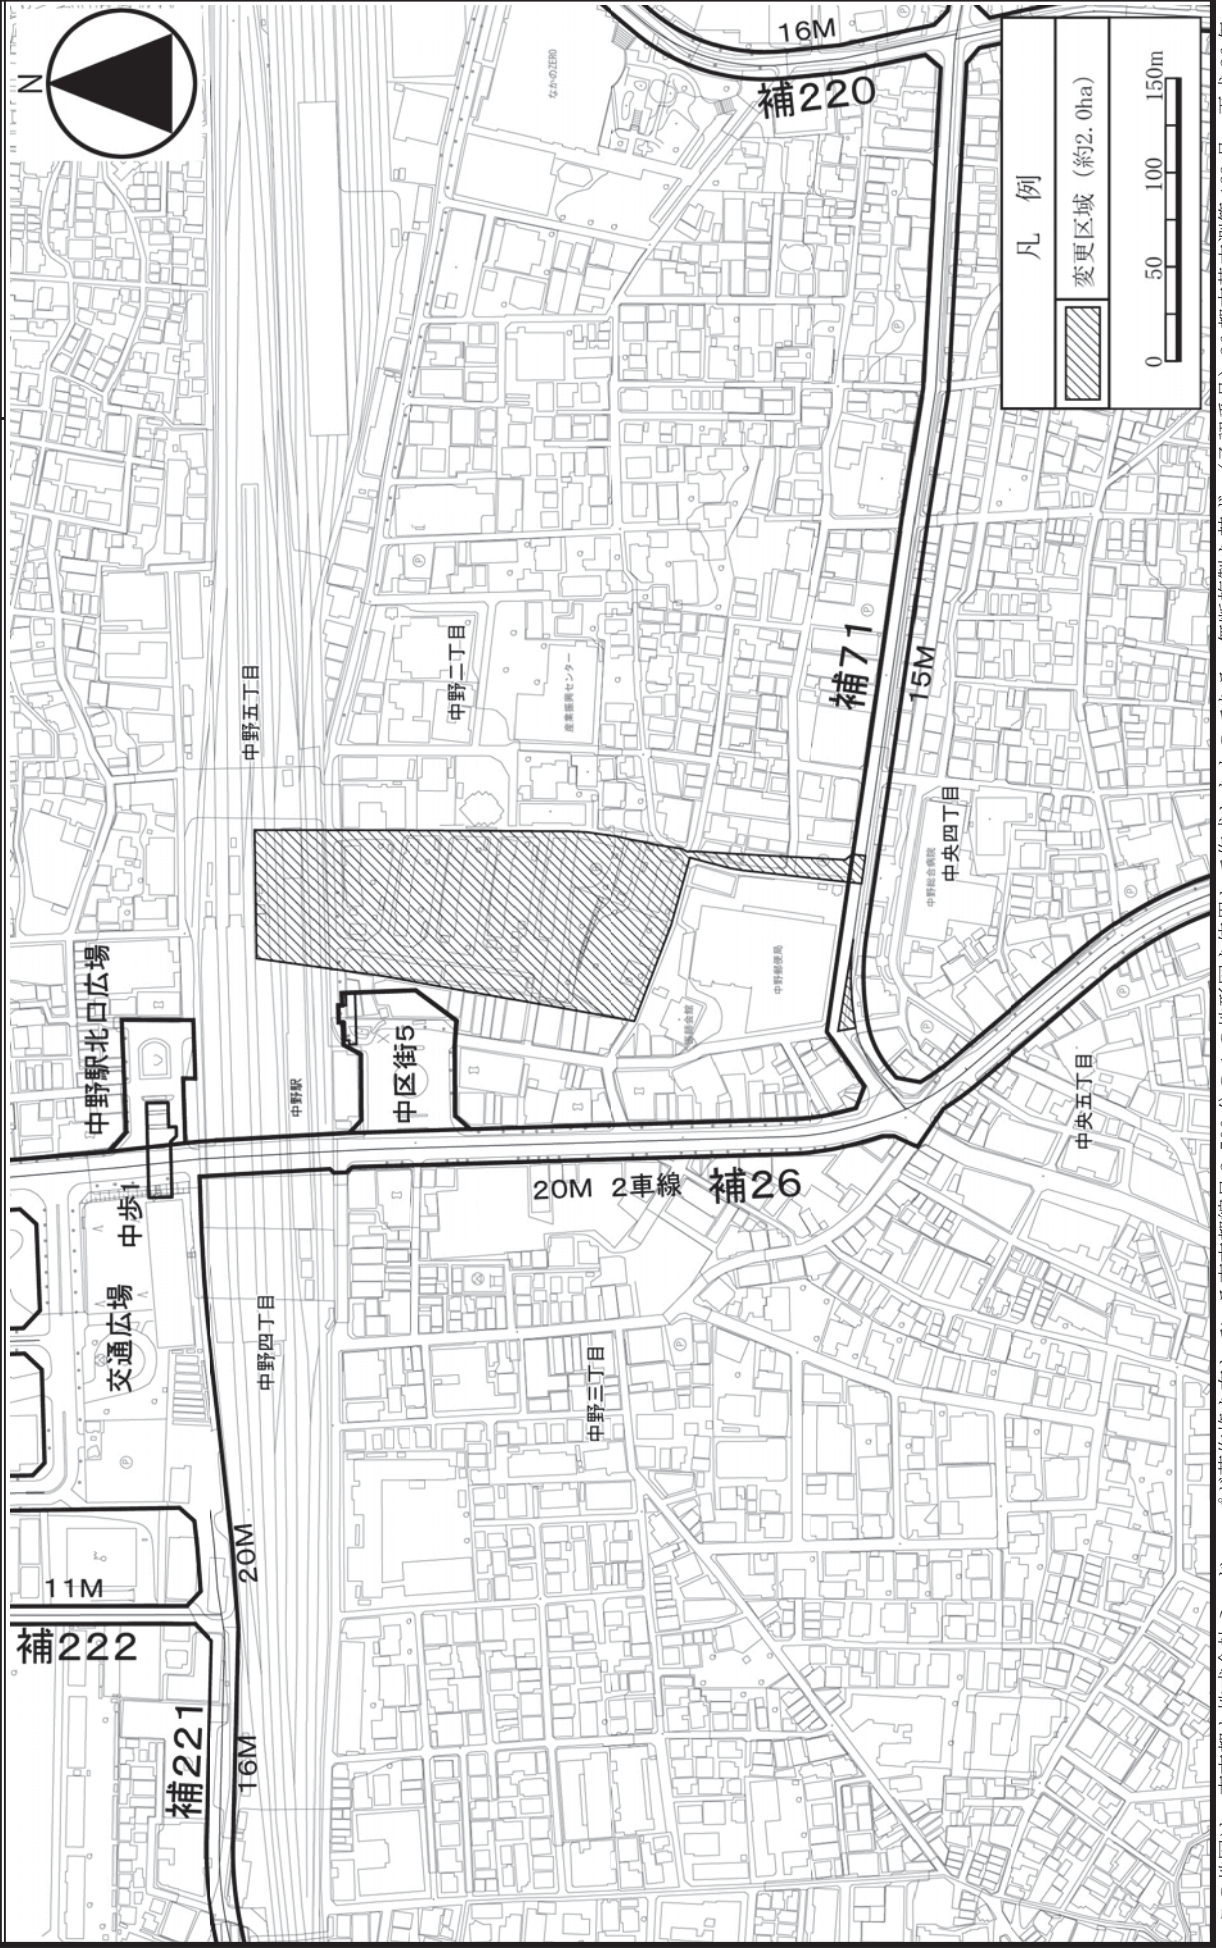 N
16M
補220
なかのZERO
凡 例
変更区域 (約2.0ha)
0 50 100 150m
中野五丁目
中野二丁目
産業振興センター
補71
15M
中央四丁目
中野総合病院
中野郵便局
中野駅北口広場
中野駅
中区街5
中歩1
交通広場
20M 2車線 補26
中央五丁目
中野四丁目
中野三丁目
11M
補222
20M
補221
16M